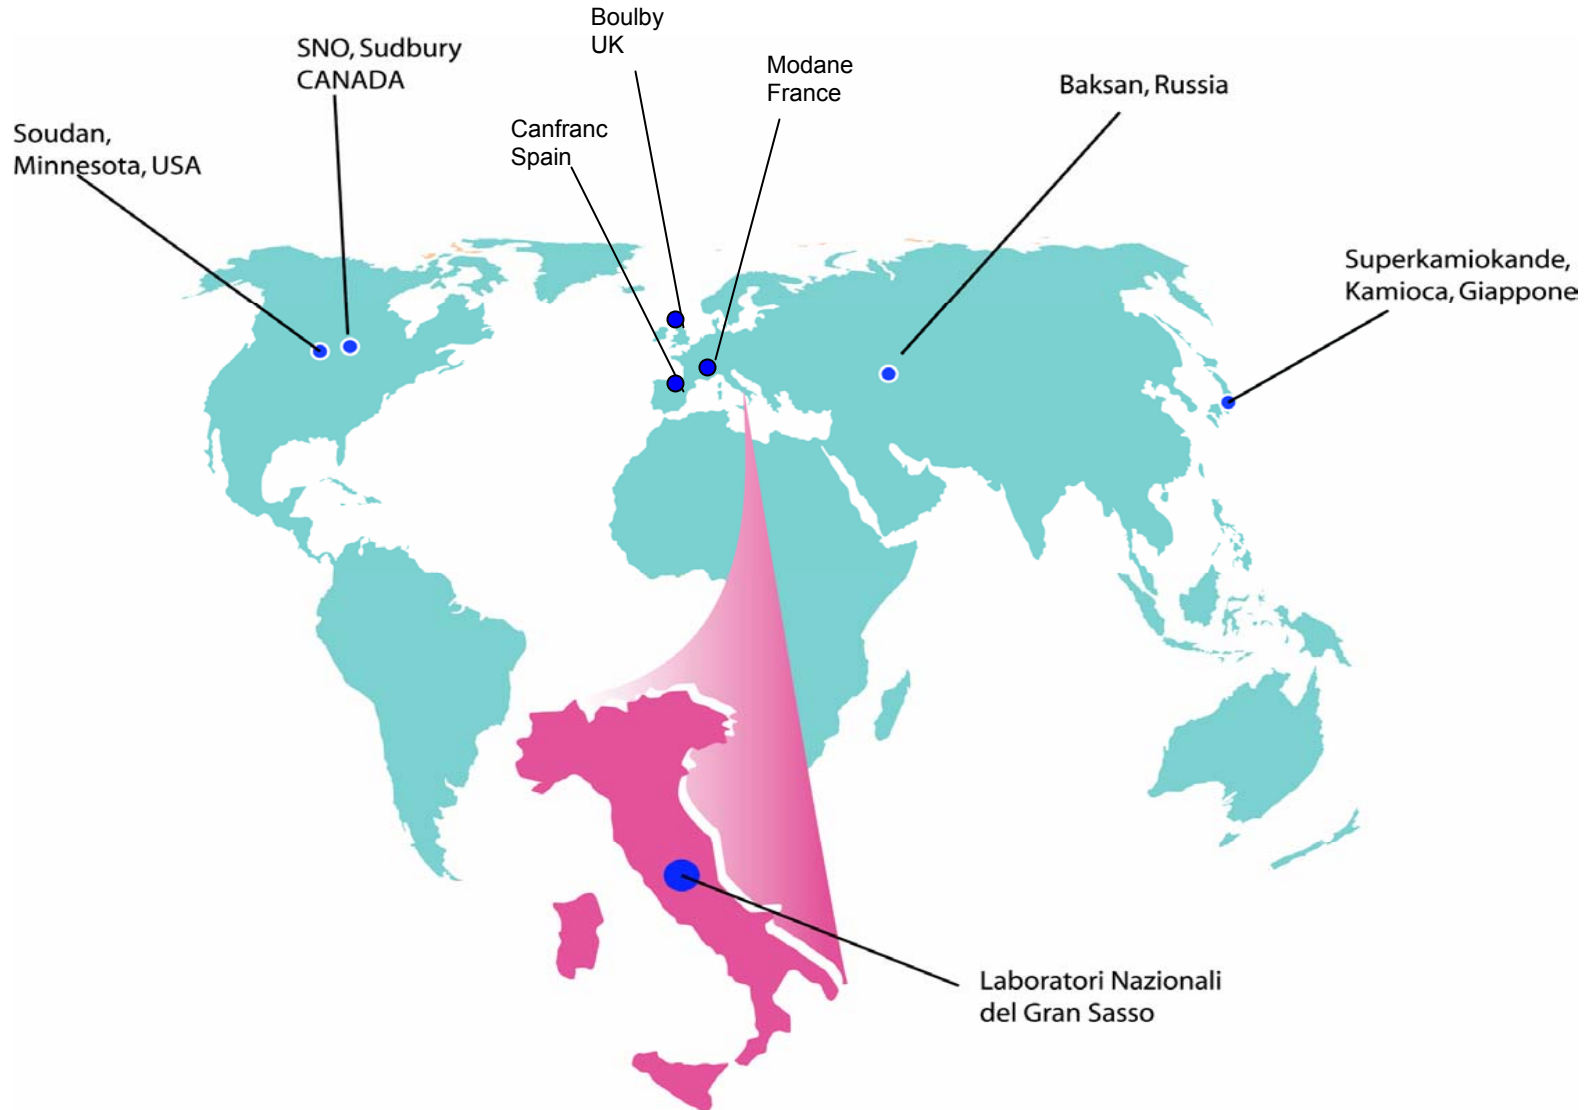 Boulby
UK
SNO, Sudbury
CANADA
Modane
France
Baksan, Russia
Soudan,
Minnesota, USA
Canfranc
Spain
Superkamiokande,
Kamioca, Giappone
Laboratori Nazionali
del Gran Sasso